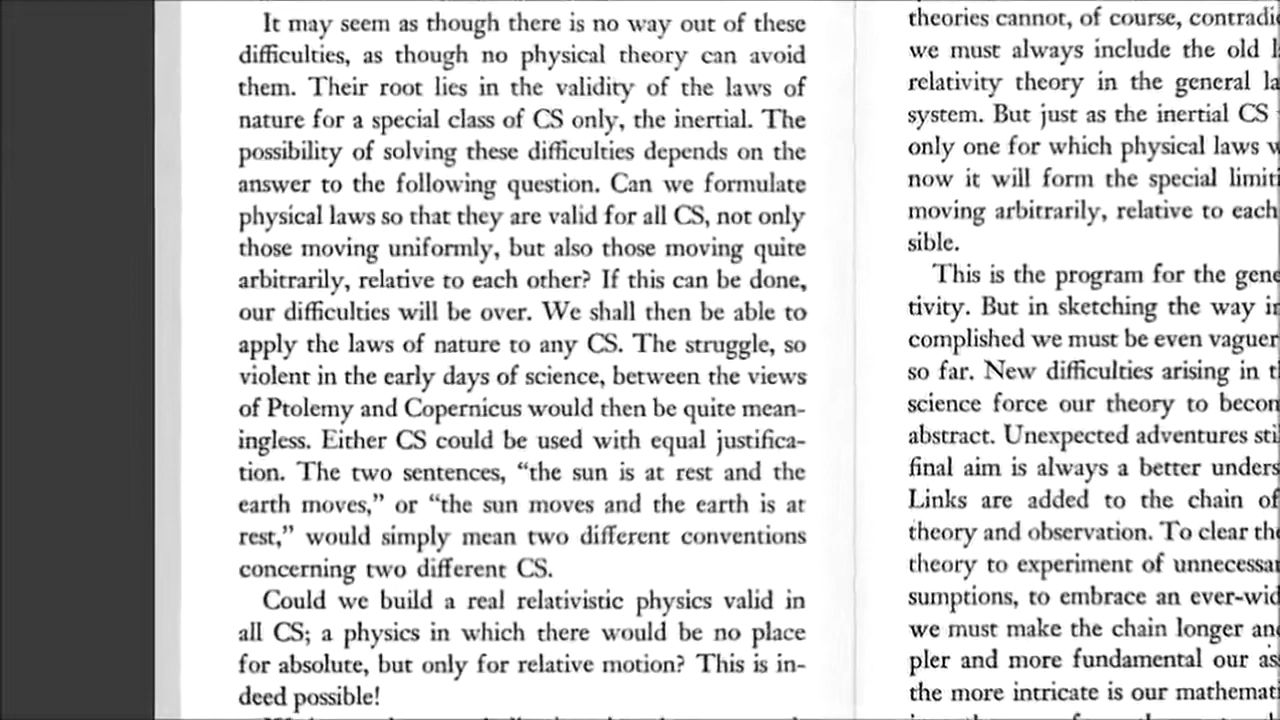 It may seem as though there is no way out of these
difficulties, as though no physical theory can avoid
them. Their root lies in the validity of the laws of
nature for a special class of CS only, the inertial. The
possibility of solving these difficulties depends on the
answer to the following question. Can we formulate
physical laws so that they are valid for all CS, not only
those moving uniformly, but also those moving quite
arbitrarily, relative to each other? If this can be done,
our difficulties will be over. We shall then be able to
apply the laws of nature to any CS. The struggle, so
violent in the early days of science, between the views
of Ptolemy and Copernicus would then be quite mean-
ingless. Either CS could be used with equal justifica-
tion. The two sentences, “the sun is at rest and the
earth moves,” or “the sun moves and the earth is at
rest,” would simply mean two different conventions
concerning two different CS.
Could we build a real relativistic physics valid in
all CS; a physics in which there would be no place
for absolute, but only for relative motion? This is in-
deed possible!
theories cannot, of course, contradi
we must always include the old l
relativity theory in the general la
system. But just as the inertial CS
only one for which physical laws w
now it will form the special limiti
moving arbitrarily, relative to each
sible.
This is the program for the gene
tivity. But in sketching the way in
complished we must be even vaguer
so far. New difficulties arising in t
science force our theory to becom
abstract. Unexpected adventures sti
final aim is always a better unders
Links are added to the chain of
theory and observation. To clear the
theory to experiment of unnecessar
sumptions, to embrace an ever-wid
we must make the chain longer and
pler and more fundamental our as
the more intricate is our mathemati